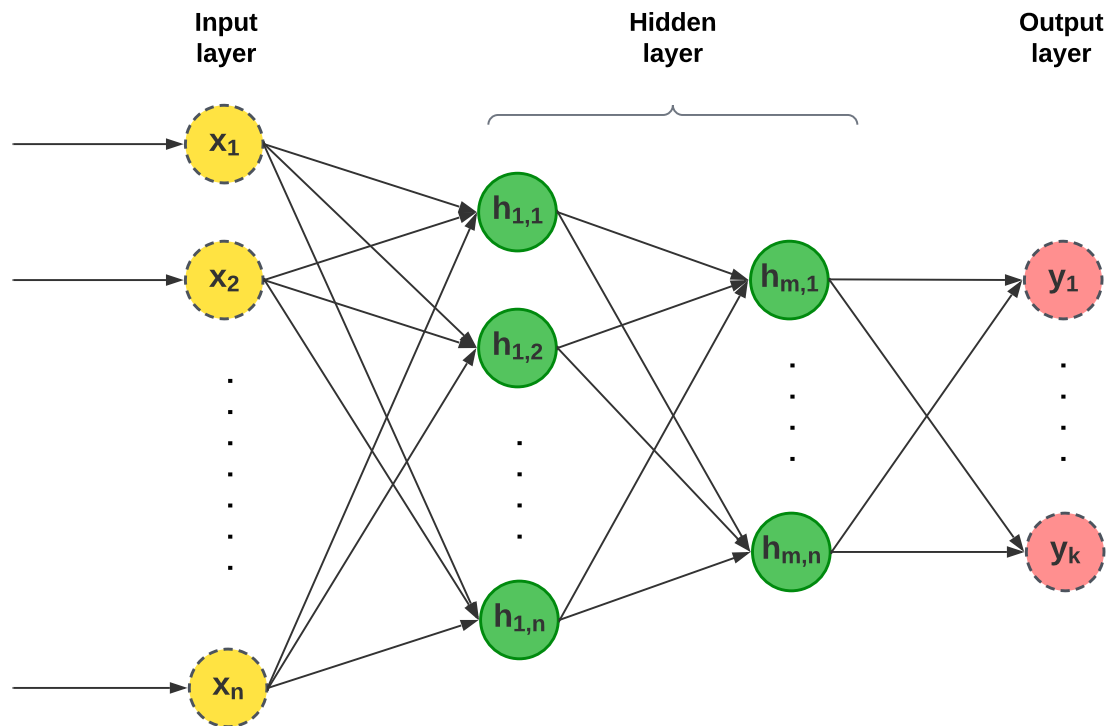 Input
layer
Hidden
layer
Output
layer
x1
x2
xn
h1,1
h1,2
h1,n
hm,1
hm,n
y1
yk